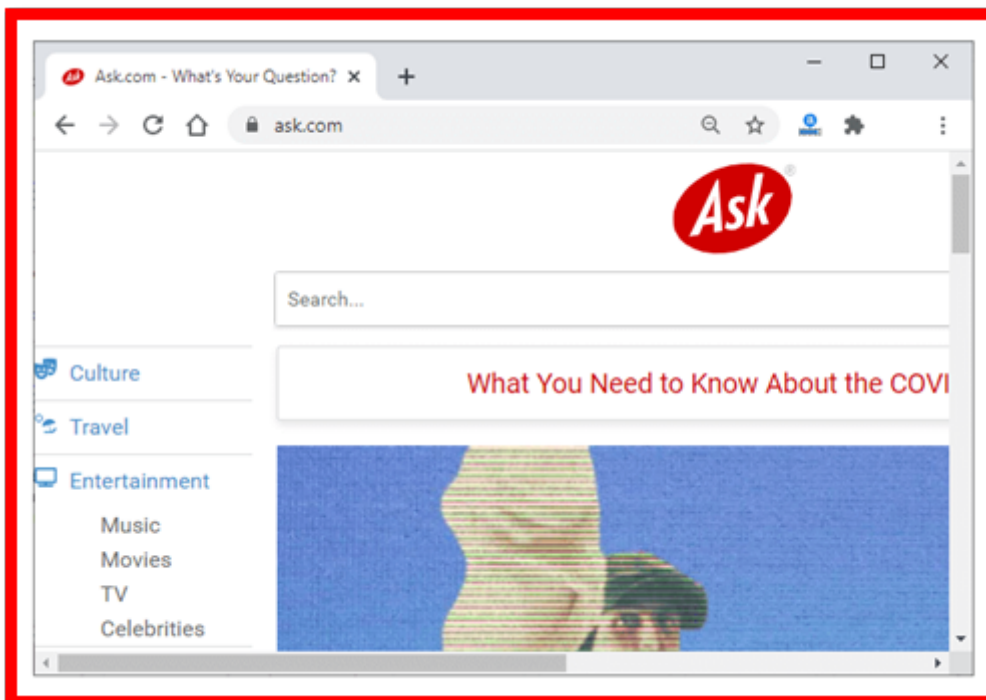 Ask.com - What's Your Question?
ask.com
Ask®
Search...
What You Need to Know About the COVI
Culture
Travel
Entertainment
Music
Movies
TV
Celebrities